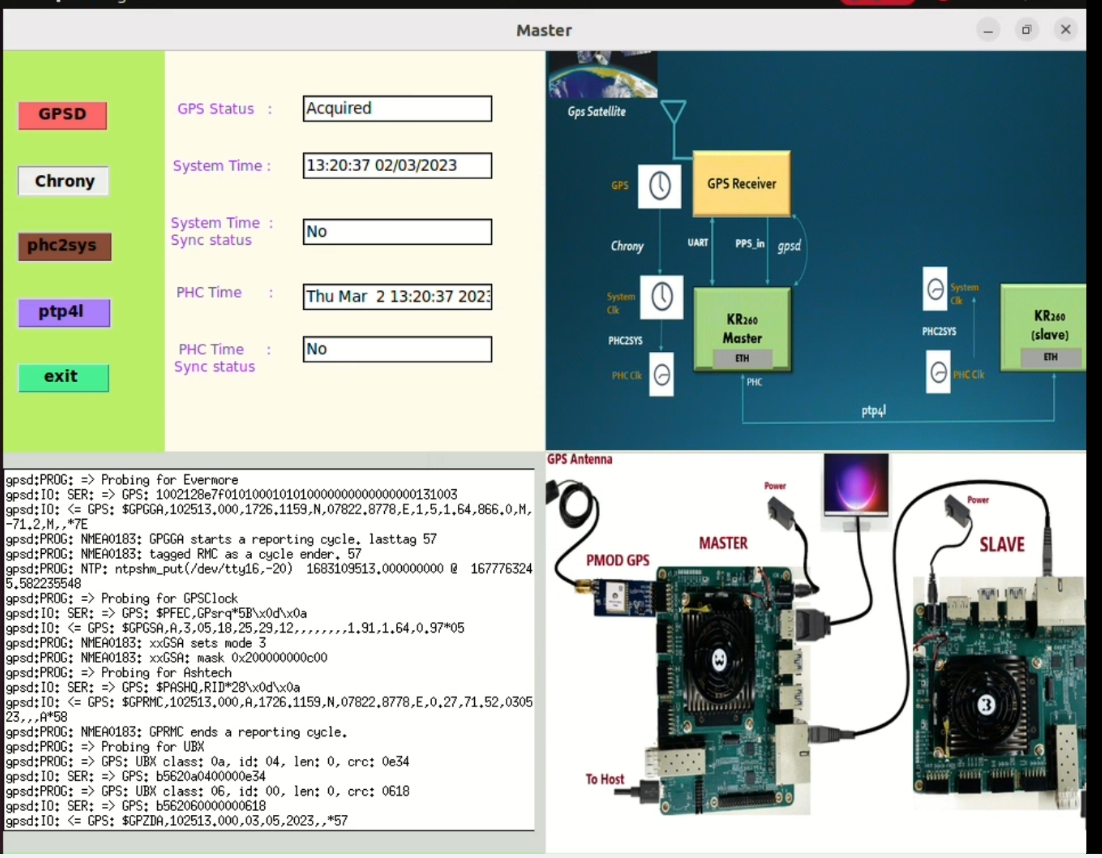 Master
GPSD
Chrony
phc2sys
ptp4l
exit
GPS Status :
Acquired
System Time :
13:20:37 02/03/2023
System Time :
Sync status
No
PHC Time :
Thu Mar 2 13:20:37 2023
PHC Time :
Sync status
No
Gps Satellite
GPS
GPS Receiver
Chrony
UART
PPS_in
gpsd
System
Clk
KR260
Master
ETH
PHC2SYS
PHC Clk
PHC
System
Clk
PHC2SYS
PHC Clk
KR260
(slave)
ETH
ptp4l
gpsd:PROG: => Probing for Evermore
gpsd:IO: SER: => GPS: 1002128e7f0101000101010000000000000000131003
gpsd:IO: <= GPS: $GPGGA,102513.000,1726.1159,N,07822.8778,E,1,5,1.64,866.0,M,
-71.2,M,,*7E
gpsd:PROG: NMEA0183: GPGGA starts a reporting cycle. lasttag 57
gpsd:PROG: NMEA0183: tagged RMC as a cycle ender. 57
gpsd:PROG: NTP: ntpshm_put(/dev/tty16,-20) 1683109513.000000000 @ 167776324
5.582235548
gpsd:PROG: => Probing for GPSClock
gpsd:IO: SER: => GPS: $PFEC,GPsrq*5B\x0d\x0a
gpsd:IO: <= GPS: $GPGSA,A,3,05,18,25,29,12,,,,,,,,1.91,1.64,0.97*05
gpsd:PROG: NMEA0183: xxGSA sets mode 3
gpsd:PROG: NMEA0183: xxGSA: mask 0x200000000c00
gpsd:PROG: => Probing for Ashtech
gpsd:IO: SER: => GPS: $PASHQ,RID*28\x0d\x0a
gpsd:IO: <= GPS: $GPRMC,102513.000,A,1726.1159,N,07822.8778,E,0.27,71.52,0305
23,,,A*58
gpsd:PROG: NMEA0183: GPRMC ends a reporting cycle.
gpsd:PROG: => Probing for UBX
gpsd:PROG: => GPS: UBX class: 0a, id: 04, len: 0, crc: 0e34
gpsd:IO: SER: => GPS: b5620a0400000e34
gpsd:PROG: => GPS: UBX class: 06, id: 00, len: 0, crc: 0618
gpsd:IO: SER: => GPS: b562060000000618
gpsd:IO: <= GPS: $GPZDA,102513.000,03,05,2023,,*57
GPS Antenna
Power
Power
MASTER
SLAVE
PMOD GPS
To Host